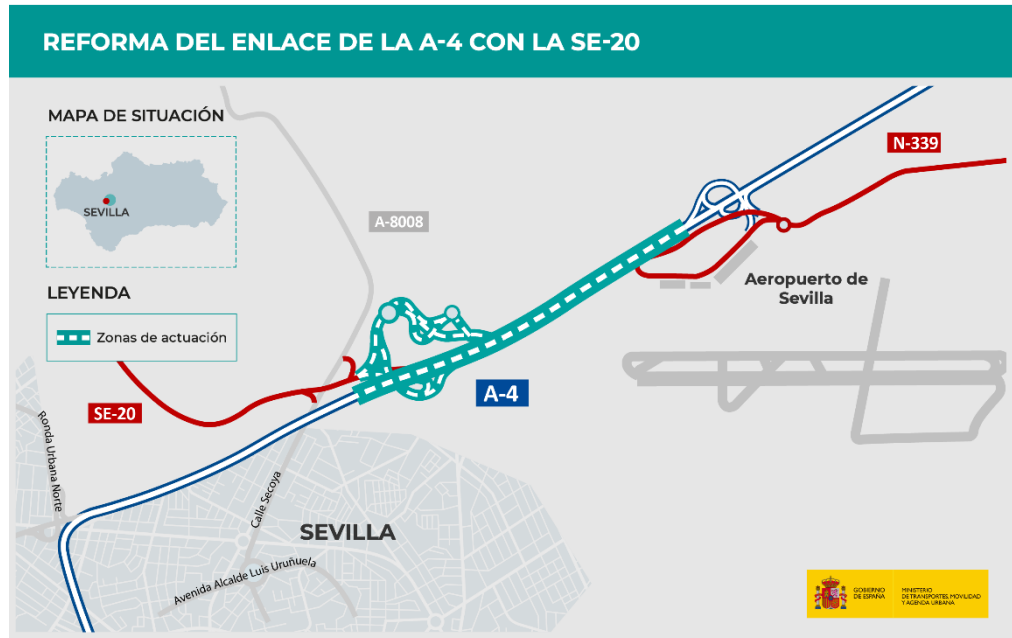 REFORMA DEL ENLACE DE LA A-4 CON LA SE-20
MAPA DE SITUACIÓN
SEVILLA
LEYENDA
Zonas de actuación
N-339
A-8008
Aeropuerto de
Sevilla
A-4
SE-20
Ronda Urbana Norte
Calle Secoya
SEVILLA
Avenida Alcalde Luis Uruñuela
GOBIERNO
DE ESPAÑA
MINISTERIO
DE TRANSPORTES, MOVILIDAD
Y AGENDA URBANA